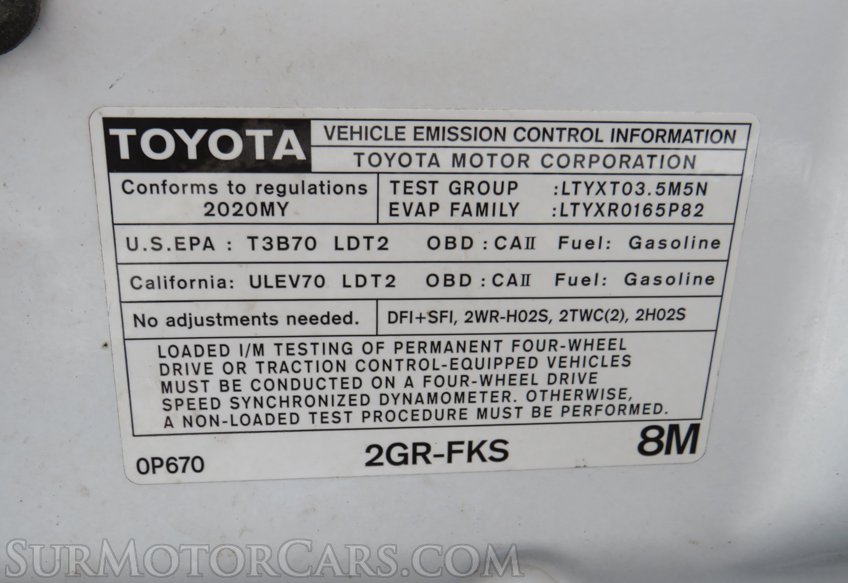 TOYOTA
VEHICLE EMISSION CONTROL INFORMATION
TOYOTA MOTOR CORPORATION
Conforms to regulations
2020MY
TEST GROUP :LTYXT03.5M5N
EVAP FAMILY :LTYXR0165P82
U.S.EPA : T3B70 LDT2 OBD : CAII Fuel: Gasoline
California: ULEV70 LDT2 OBD : CAII Fuel: Gasoline
No adjustments needed.
DFI+SFI, 2WR-HO2S, 2TWC(2), 2HO2S
LOADED I/M TESTING OF PERMANENT FOUR-WHEEL
DRIVE OR TRACTION CONTROL-EQUIPPED VEHICLES
MUST BE CONDUCTED ON A FOUR-WHEEL DRIVE
SPEED SYNCHRONIZED DYNAMOMETER. OTHERWISE,
A NON-LOADED TEST PROCEDURE MUST BE PERFORMED.
0P670
2GR-FKS
8M
SURMOTORCARS.COM